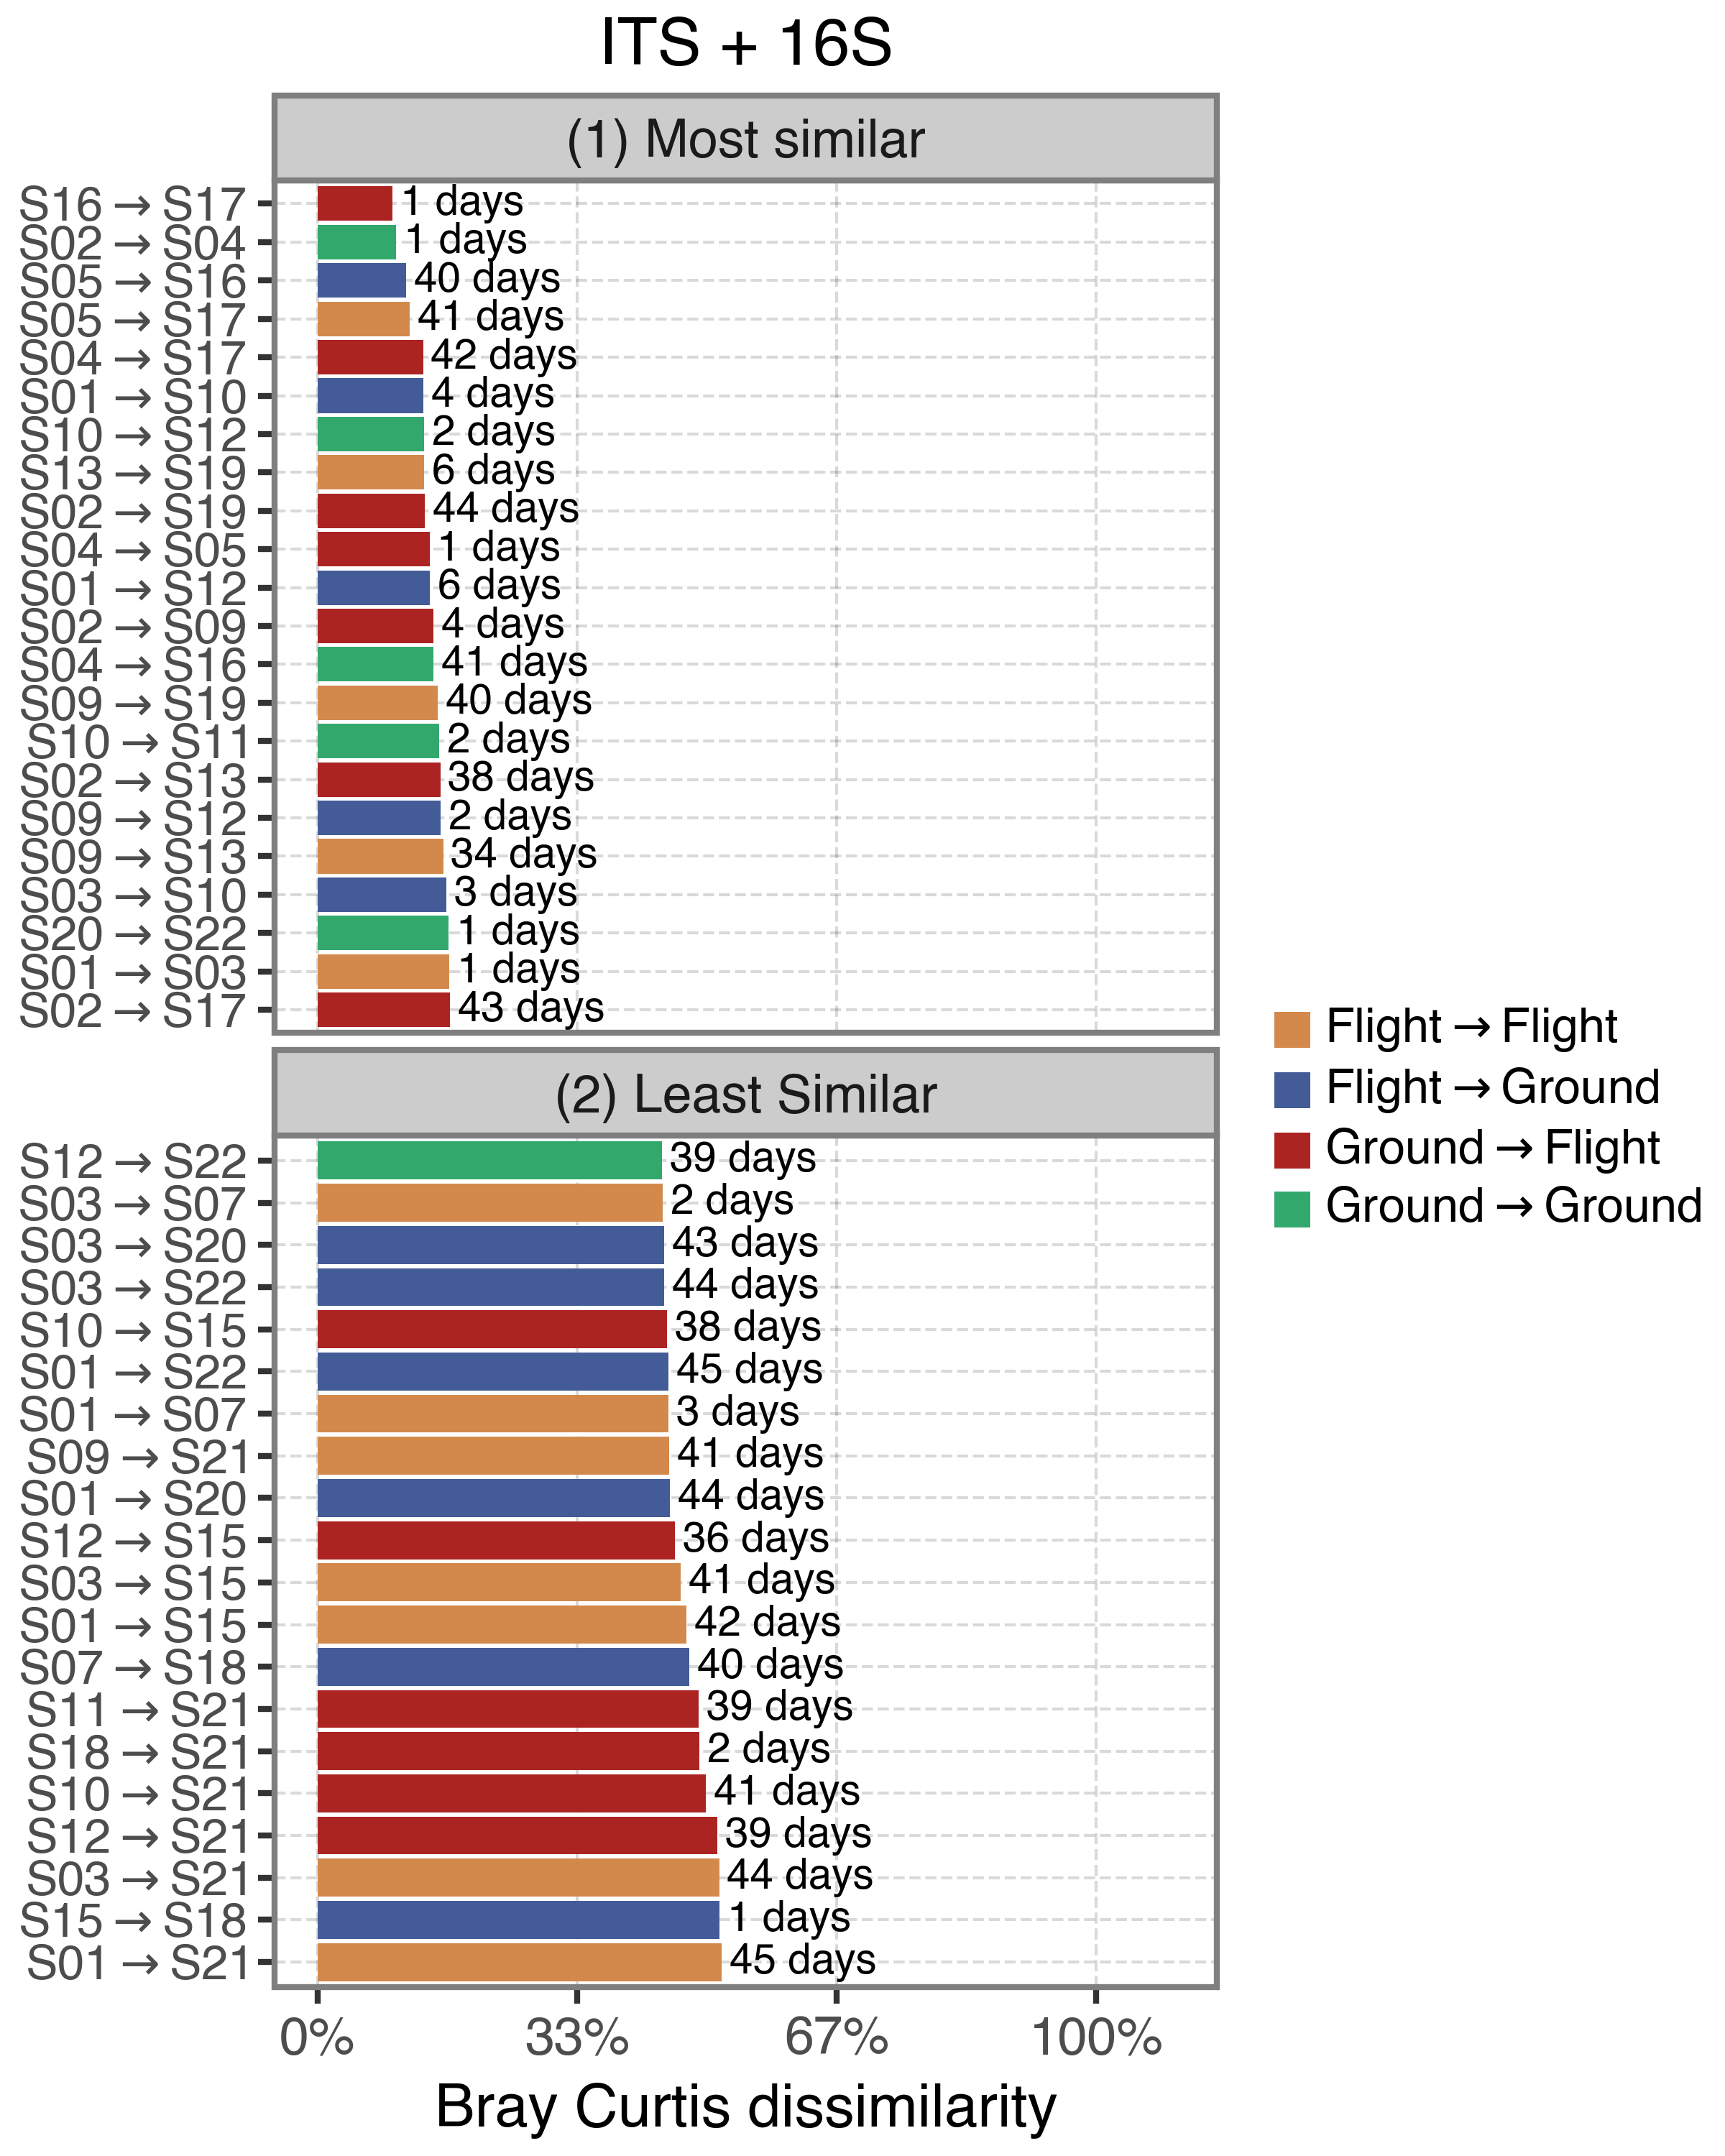 ITS + 16S
(1) Most similar
S16 → S17 1 days
S02 → S04 1 days
S05 → S16 40 days
S05 → S17 41 days
S04 → S17 42 days
S01 → S10 4 days
S10 → S12 2 days
S13 → S19 6 days
S02 → S19 44 days
S04 → S05 1 days
S01 → S12 6 days
S02 → S09 4 days
S04 → S16 41 days
S09 → S19 40 days
S10 → S11 2 days
S02 → S13 38 days
S09 → S12 2 days
S09 → S13 34 days
S03 → S10 3 days
S20 → S22 1 days
S01 → S03 1 days
S02 → S17 43 days
Flight → Flight
Flight → Ground
Ground → Flight
Ground → Ground
(2) Least Similar
S12 → S22 39 days
S03 → S07 2 days
S03 → S20 43 days
S03 → S22 44 days
S10 → S15 38 days
S01 → S22 45 days
S01 → S07 3 days
S09 → S21 41 days
S01 → S20 44 days
S12 → S15 36 days
S03 → S15 41 days
S01 → S15 42 days
S07 → S18 40 days
S11 → S21 39 days
S18 → S21 2 days
S10 → S21 41 days
S12 → S21 39 days
S03 → S21 44 days
S15 → S18 1 days
S01 → S21 45 days
0% 33% 67% 100%
Bray Curtis dissimilarity